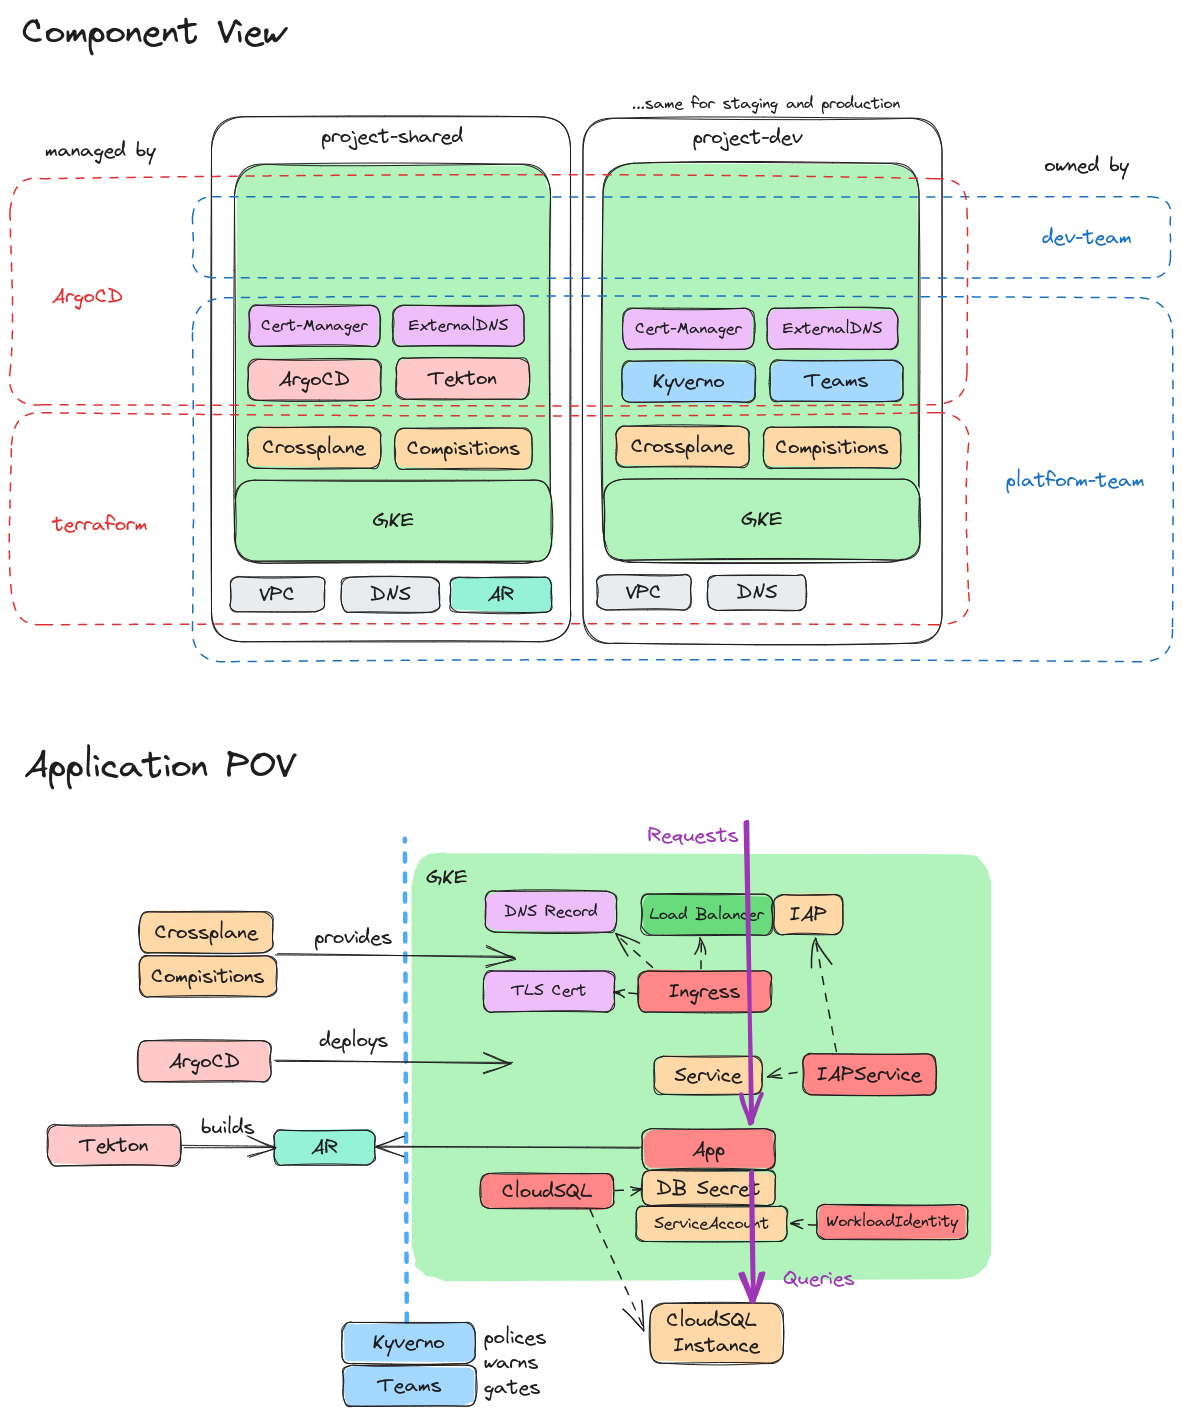 Component View
...same for staging and production
managed by
project-shared
project-dev
owned by
dev-team
ArgoCD
Cert-Manager
ExternalDNS
Cert-Manager
ExternalDNS
ArgoCD
Tekton
Kyverno
Teams
Crossplane
Compisitions
Crossplane
Compisitions
platform-team
terraform
GKE
GKE
VPC
DNS
AR
VPC
DNS
Application POV
Requests
GKE
DNS Record
Load Balancer
IAP
Crossplane
provides
Compisitions
TLS Cert
Ingress
ArgoCD
deploys
Service
IAPService
Tekton
builds
AR
App
CloudSQL
DB Secret
ServiceAccount
WorkloadIdentity
Queries
CloudSQL
Instance
Kyverno
Teams
polices
warns
gates